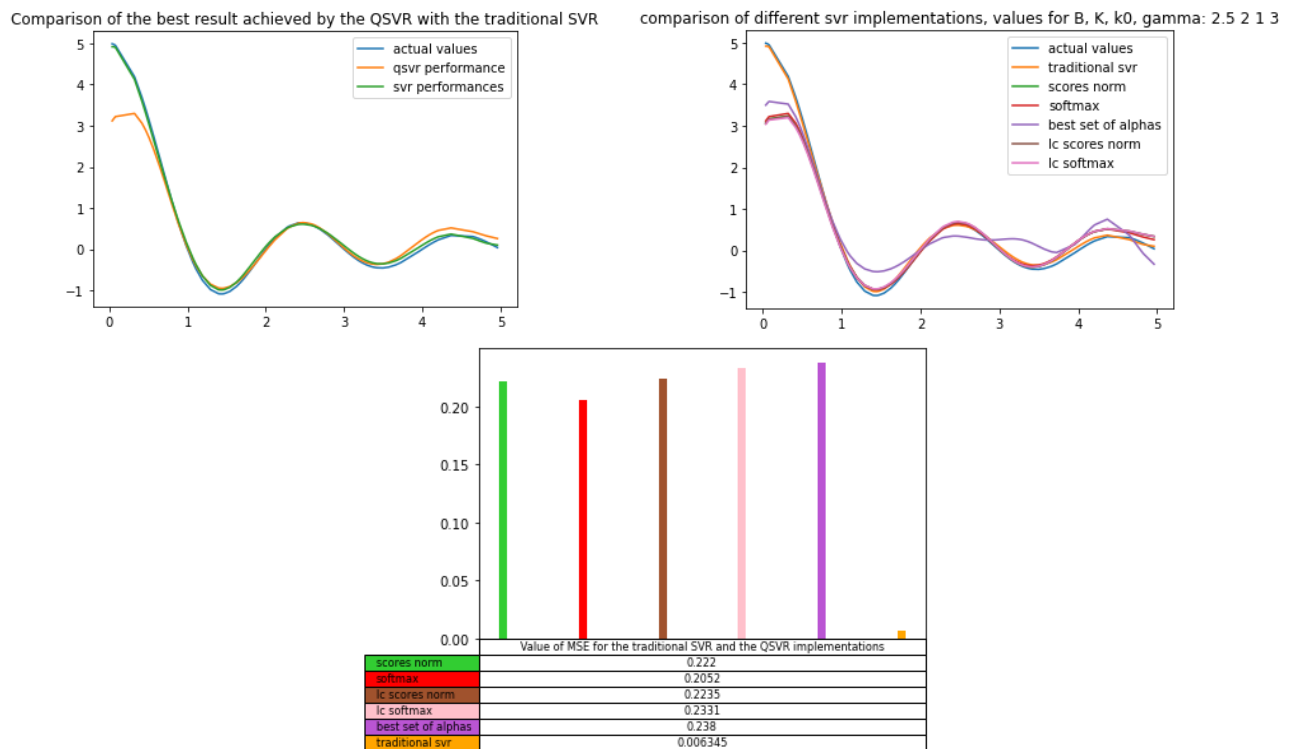 Comparison of the best result achieved by the QSVR with the traditional SVR
5
4
3
2
1
0
−1
0 1 2 3 4 5
actual values
qsvr performance
svr performances
comparison of different svr implementations, values for B, K, k0, gamma: 2.5 2 1 3
5
4
3
2
1
0
−1
0 1 2 3 4 5
actual values
traditional svr
scores norm
softmax
best set of alphas
lc scores norm
lc softmax
0.20
0.15
0.10
0.05
0.00
Value of MSE for the traditional SVR and the QSVR implementations
scores norm 0.222
softmax 0.2052
lc scores norm 0.2235
lc softmax 0.2331
best set of alphas 0.238
traditional svr 0.006345